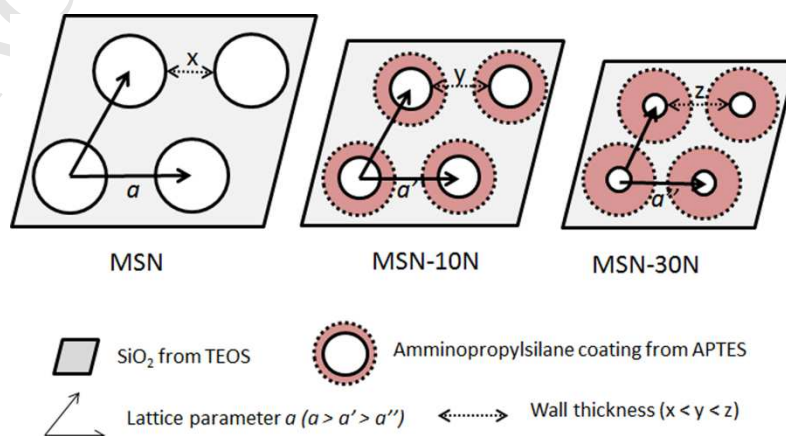 x
y
z
a
a'
a''
MSN
MSN-10N
MSN-30N
SiO₂ from TEOS
Amminopropylsilane coating from APTES
Lattice parameter a (a > a' > a'')
Wall thickness (x < y < z)